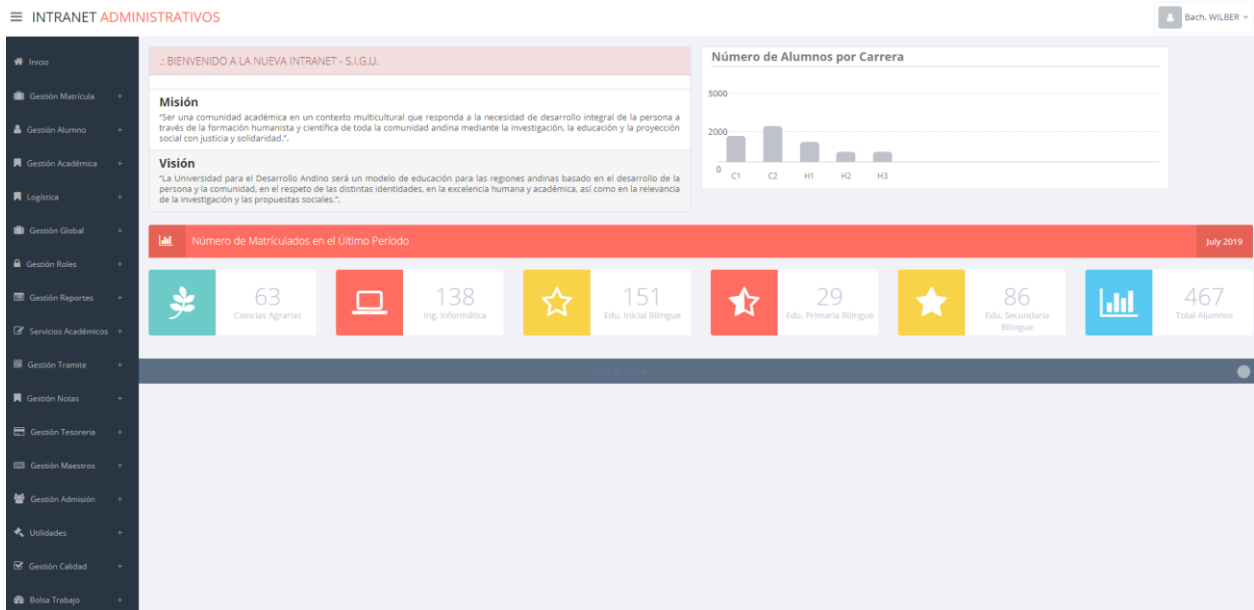 INTRANET ADMINISTRATIVOS
Bach. WILBER
Inicio
Gestión Matrícula +
Gestión Alumno +
Gestión Académica +
Logística +
Gestión Global +
Gestión Roles +
Gestión Reportes +
Servicios Académicos +
Gestión Tramite +
Gestión Notas +
Gestión Tesoreria +
Gestión Maestros +
Gestión Admisión +
Utilidades +
Gestión Calidad +
Bolsa Trabajo +
.: BIENVENIDO A LA NUEVA INTRANET - S.I.G.U.
Misión
"Ser una comunidad académica en un contexto multicultural que responda a la necesidad de desarrollo integral de la persona a
través de la formación humanista y científica de toda la comunidad andina mediante la investigación, la educación y la proyección
social con justicia y solidaridad.".
Visión
"La Universidad para el Desarrollo Andino será un modelo de educación para las regiones andinas basado en el desarrollo de la
persona y la comunidad, en el respeto de las distintas identidades, en la excelencia humana y académica, así como en la relevancia
de la investigación y las propuestas sociales.".
Número de Alumnos por Carrera
5000
2000
0
C1 C2 H1 H2 H3
Número de Matrículados en el Último Período
July 2019
63
Ciencias Agrarias
138
Ing. Informática
151
Edu. Inicial Bilingue
29
Edu. Primaria Bilingue
86
Edu. Secundaria
Bilingue
467
Total Alumnos
2017 ©